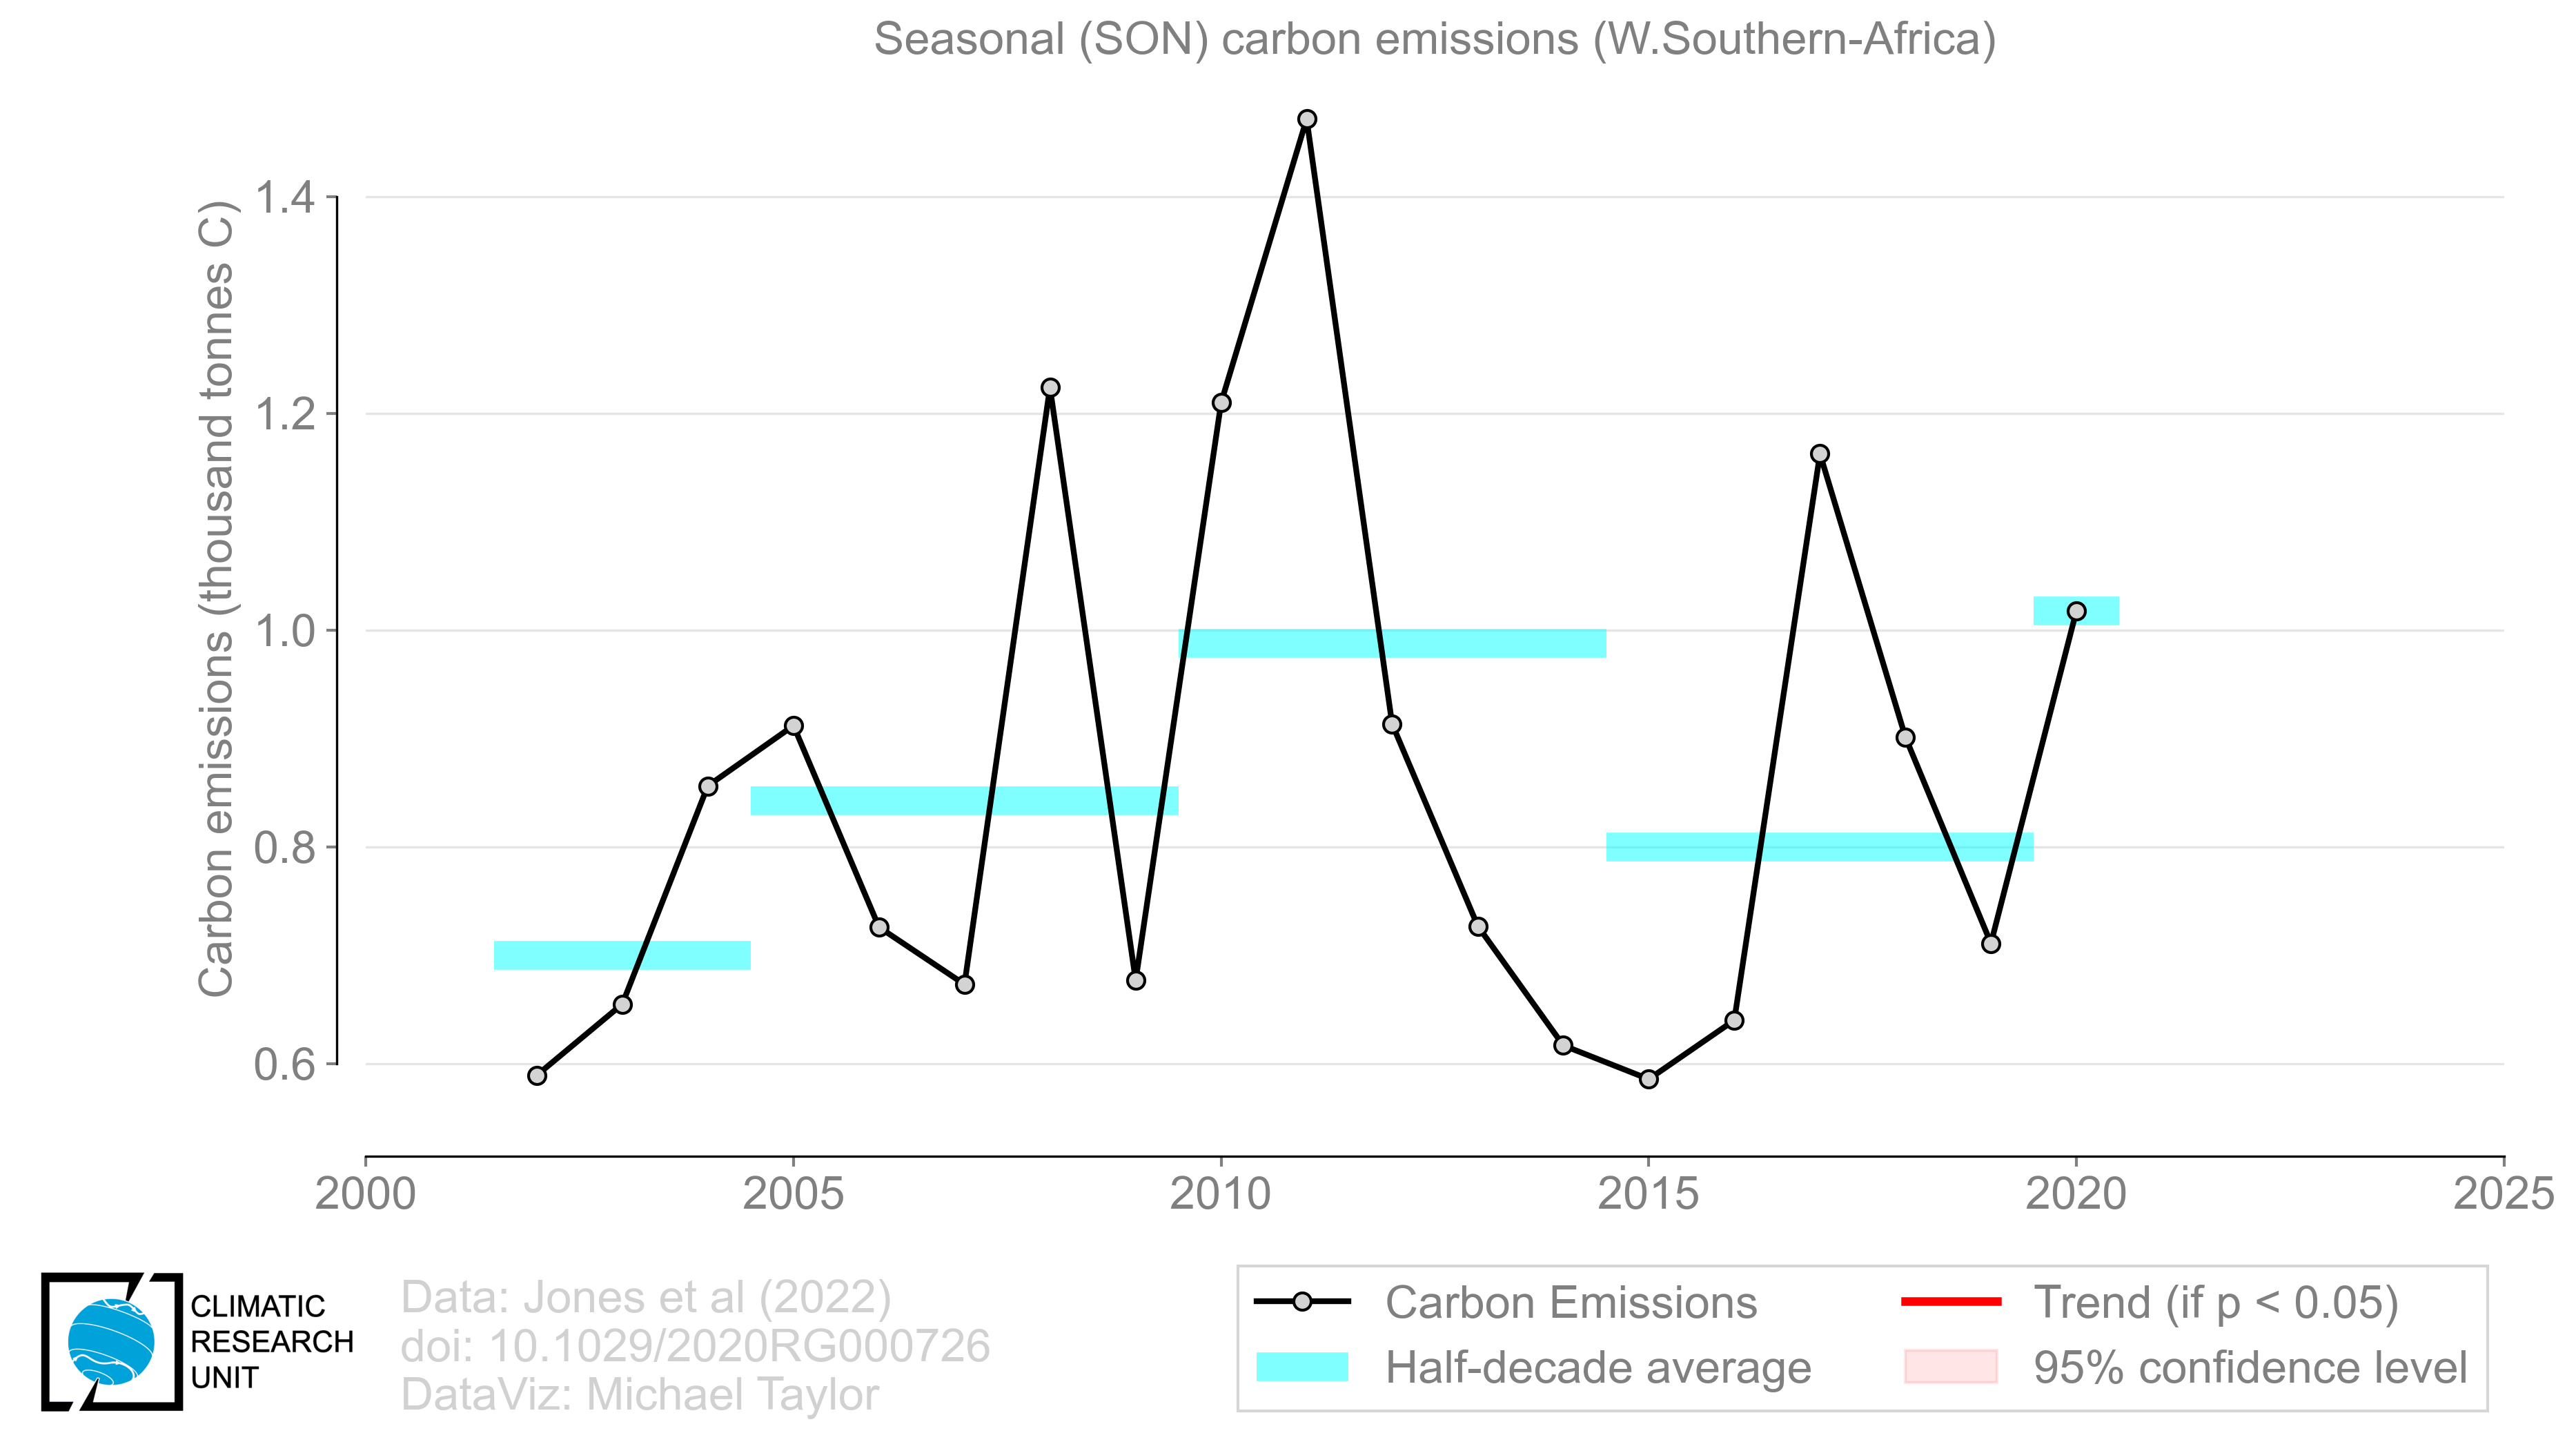 Seasonal (SON) carbon emissions (W.Southern-Africa)
Carbon emissions (thousand tonnes C)
1.4
1.2
1.0
0.8
0.6
2000
2005
2010
2015
2020
2025
CLIMATIC
RESEARCH
UNIT
Data: Jones et al (2022)
doi: 10.1029/2020RG000726
DataViz: Michael Taylor
Carbon Emissions
Half-decade average
Trend (if p < 0.05)
95% confidence level